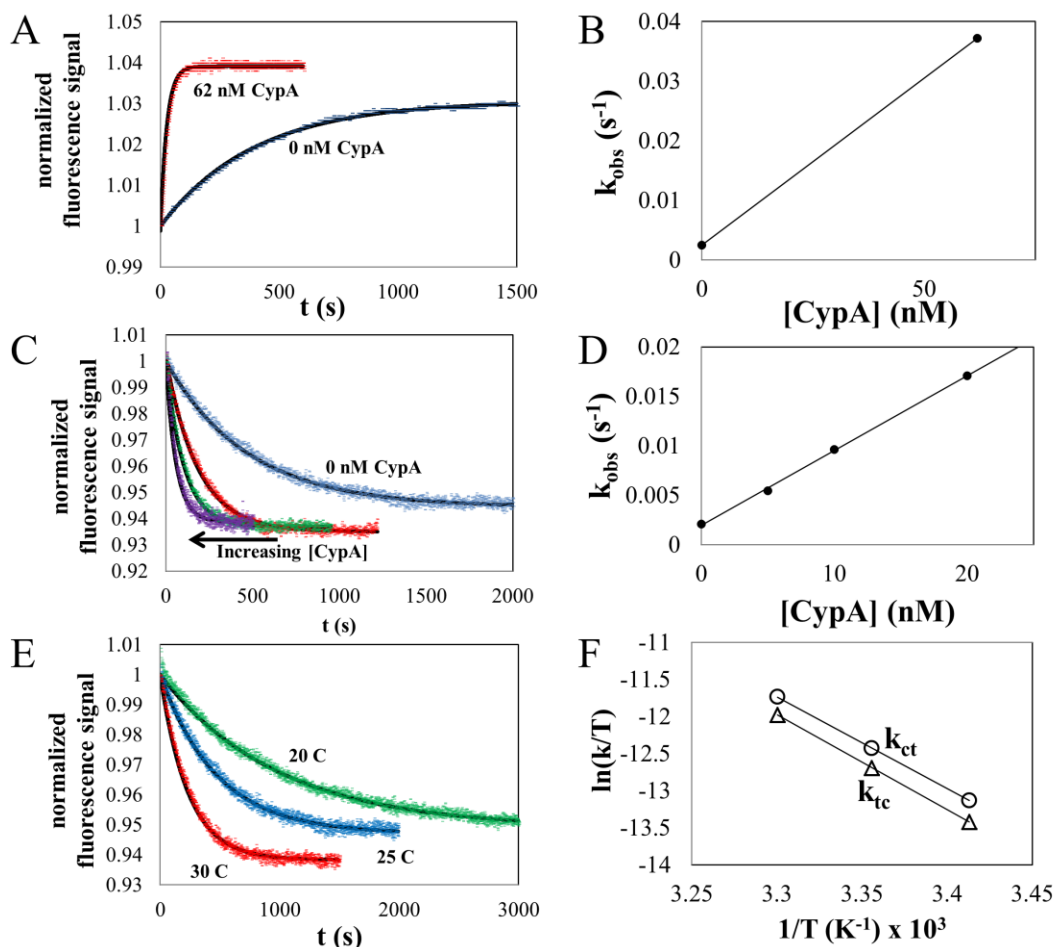 A
normalized
fluorescence signal
1.05
1.04
1.03
1.02
1.01
1
0.99
62 nM CypA
0 nM CypA
0
500
1000
1500
t (s)
B
k_obs (s⁻¹)
0.04
0.03
0.02
0.01
0
0
50
[CypA] (nM)
C
normalized
fluorescence signal
1.01
1
0.99
0.98
0.97
0.96
0.95
0.94
0.93
0.92
0 nM CypA
Increasing [CypA]
0
500
1000
1500
2000
t (s)
D
k_obs (s⁻¹)
0.02
0.015
0.01
0.005
0
0
10
20
[CypA] (nM)
E
normalized
fluorescence signal
1.01
1
0.99
0.98
0.97
0.96
0.95
0.94
0.93
20 C
25 C
30 C
0
1000
2000
3000
t (s)
F
ln(k/T)
-11
-11.5
-12
-12.5
-13
-13.5
-14
k_ct
k_tc
3.25
3.3
3.35
3.4
3.45
1/T (K⁻¹) x 10³